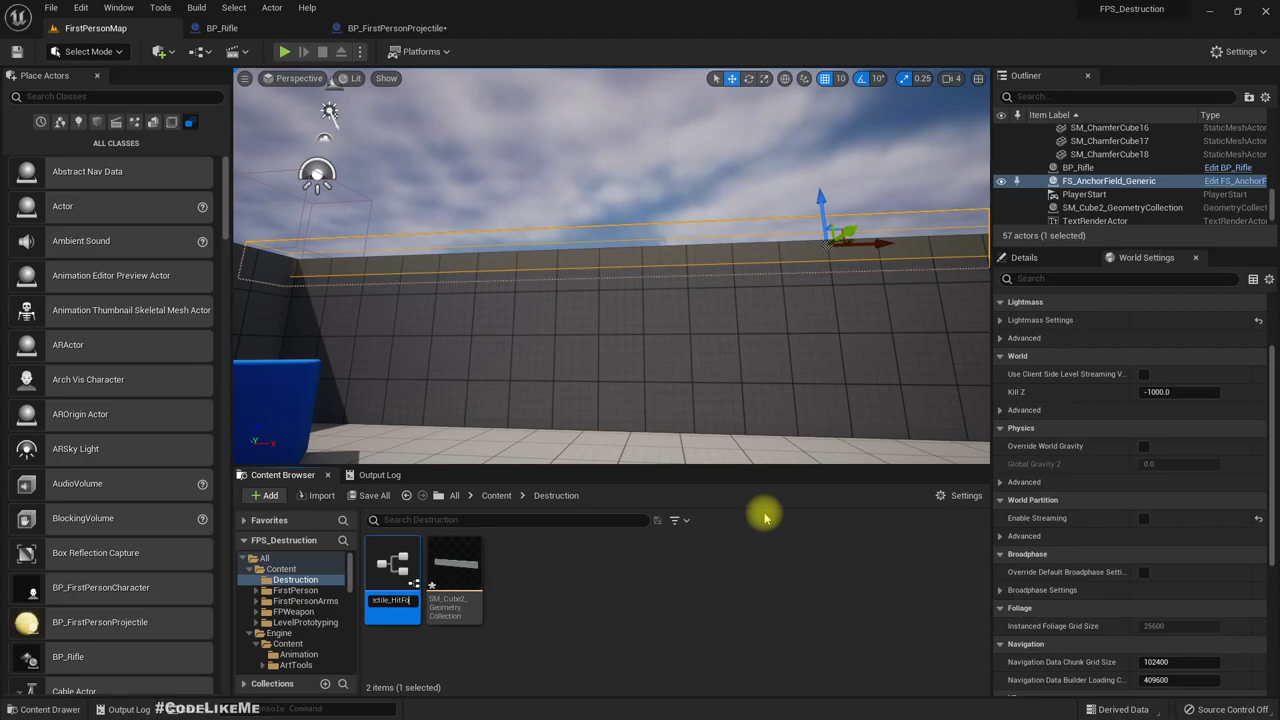 File Edit Window Tools Build Select Actor Help
FPS_Destruction
FirstPersonMap
BP_Rifle
BP_FirstPersonProjectile*
Select Mode
Platforms
Settings
Place Actors
Perspective
Lit
Show
10
10°
0.25
4
Outliner
Search Classes
Search...
Item Label
Type
SM_ChamferCube16 StaticMeshActor
SM_ChamferCube17 StaticMeshActor
SM_ChamferCube18 StaticMeshActor
BP_Rifle Edit BP_Rifle
FS_AnchorField_Generic Edit FS_AnchorF
PlayerStart PlayerStart
SM_Cube2_GeometryCollection GeometryCollect
TextRenderActor TextRenderActor
57 actors (1 selected)
ALL CLASSES
Abstract Nav Data
Actor
Ambient Sound
Animation Editor Preview Actor
Animation Thumbnail Skeletal Mesh Actor
ARActor
Arch Vis Character
AROrigin Actor
ARSky Light
AudioVolume
BlockingVolume
Box Reflection Capture
BP_FirstPersonCharacter
BP_FirstPersonProjectile
BP_Rifle
Cable Actor
Details
World Settings
Search
Lightmass
Lightmass Settings
Advanced
World
Use Client Side Level Streaming V...
Kill Z -1000.0
Advanced
Physics
Override World Gravity
Global Gravity Z 0.0
Advanced
World Partition
Enable Streaming
Advanced
Broadphase
Override Default Broadphase Setti...
Broadphase Settings
Foliage
Instanced Foliage Grid Size 25600
Navigation
Navigation Data Chunk Grid Size 102400
Navigation Data Builder Loading C... 409600
Z
Y
X
Content Browser
Output Log
Add
Import
Save All
All
Content
Destruction
Settings
Favorites
Search Destruction
FPS_Destruction
All
Content
Destruction
FirstPerson
FirstPersonArms
FPWeapon
LevelPrototyping
Engine
Content
Animation
ArtTools
Collections
ctile_HitFo
SM_Cube2_
Geometry
Collection
2 items (1 selected)
Content Drawer
Output Log
#CodeLikeMe
Console Command
Derived Data
Source Control Off